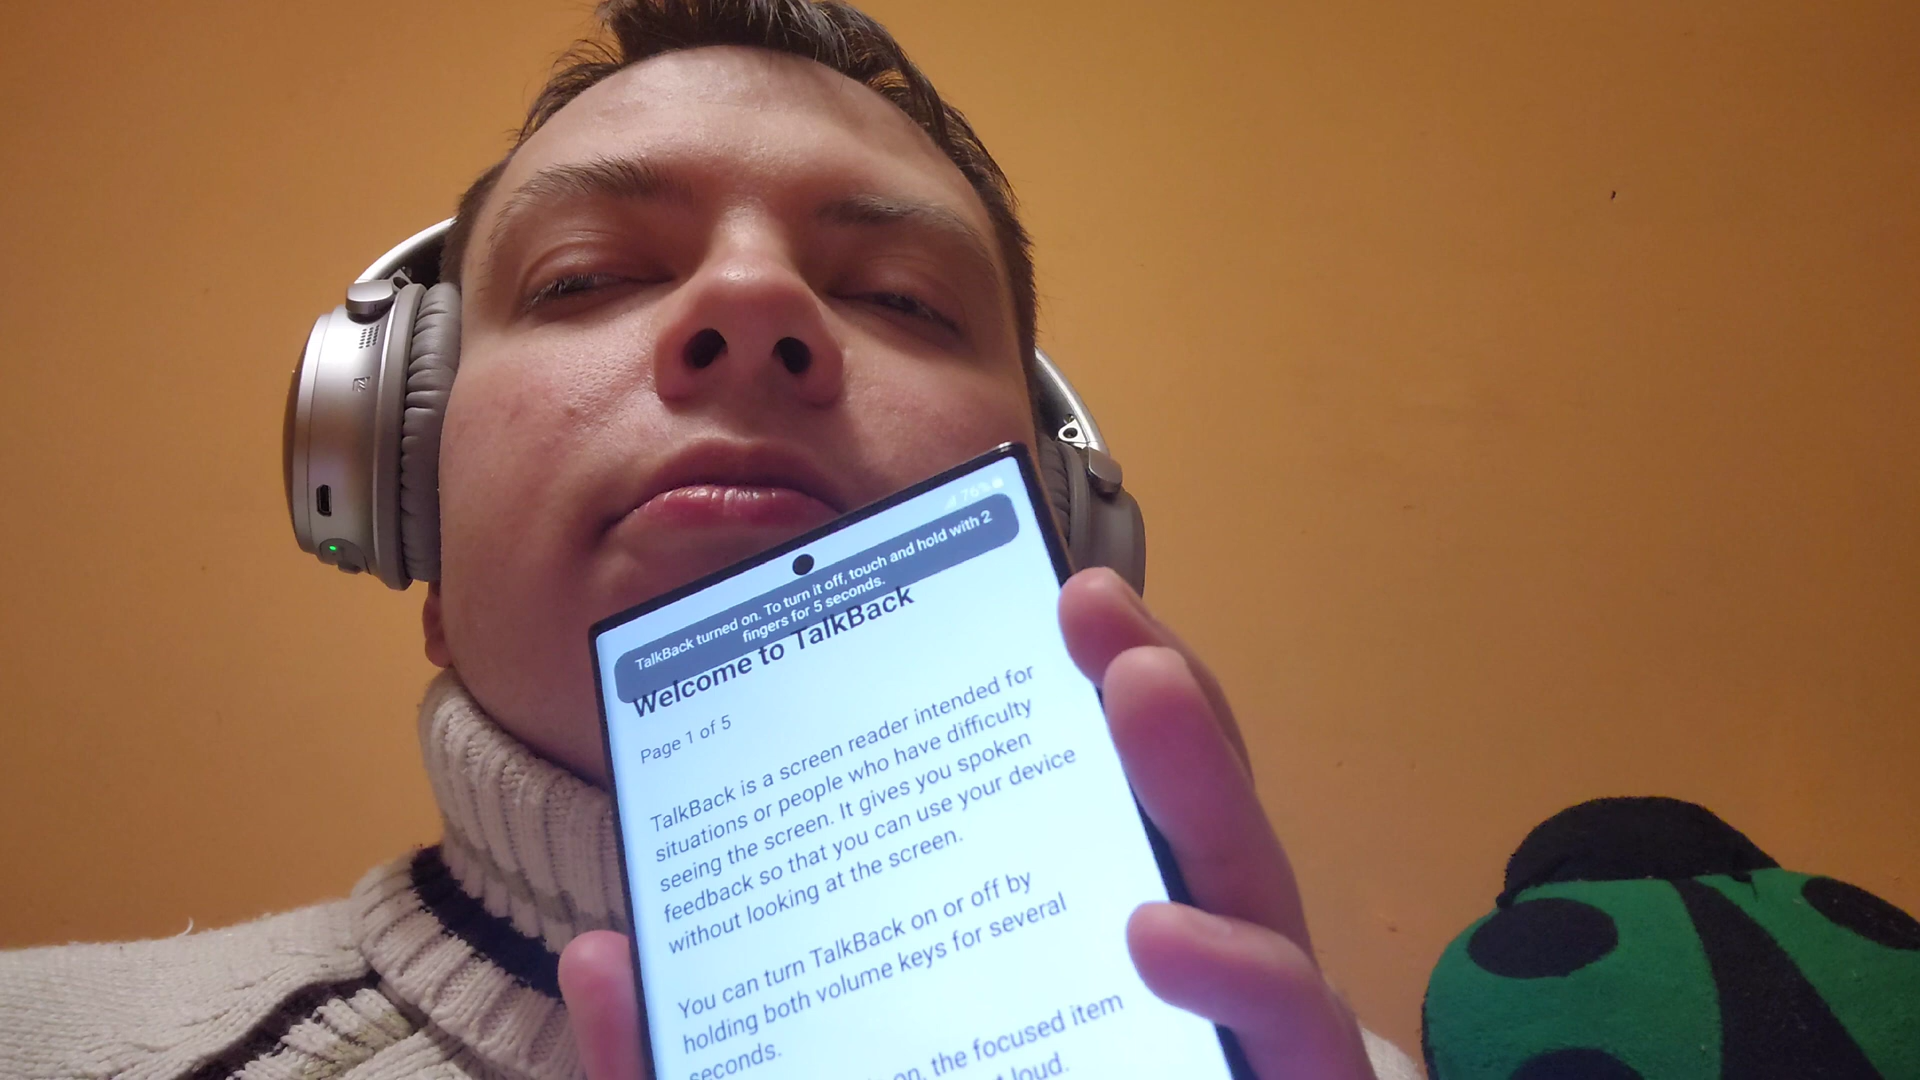 76%
TalkBack turned on. To turn it off, touch and hold with 2
fingers for 5 seconds.
Welcome to TalkBack
Page 1 of 5
TalkBack is a screen reader intended for
situations or people who have difficulty
seeing the screen. It gives you spoken
feedback so that you can use your device
without looking at the screen.
You can turn TalkBack on or off by
holding both volume keys for several
seconds.
on, the focused item
loud.